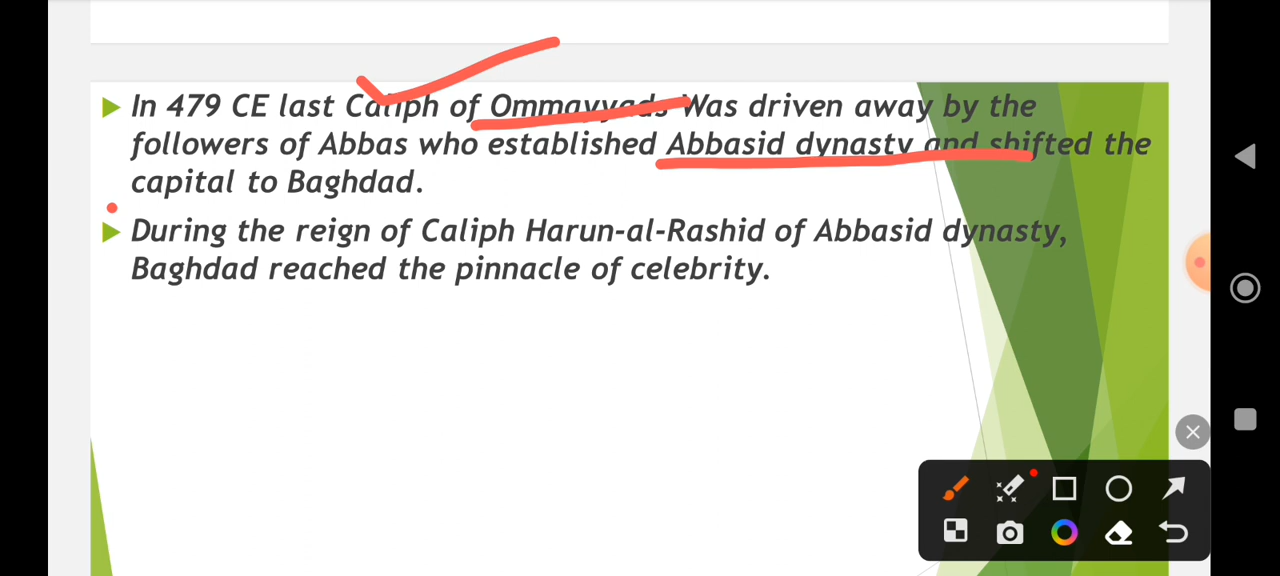 In 479 CE last Caliph of Ommayyads Was driven away by the
followers of Abbas who established Abbasid dynasty and shifted the
capital to Baghdad.
During the reign of Caliph Harun-al-Rashid of Abbasid dynasty,
Baghdad reached the pinnacle of celebrity.